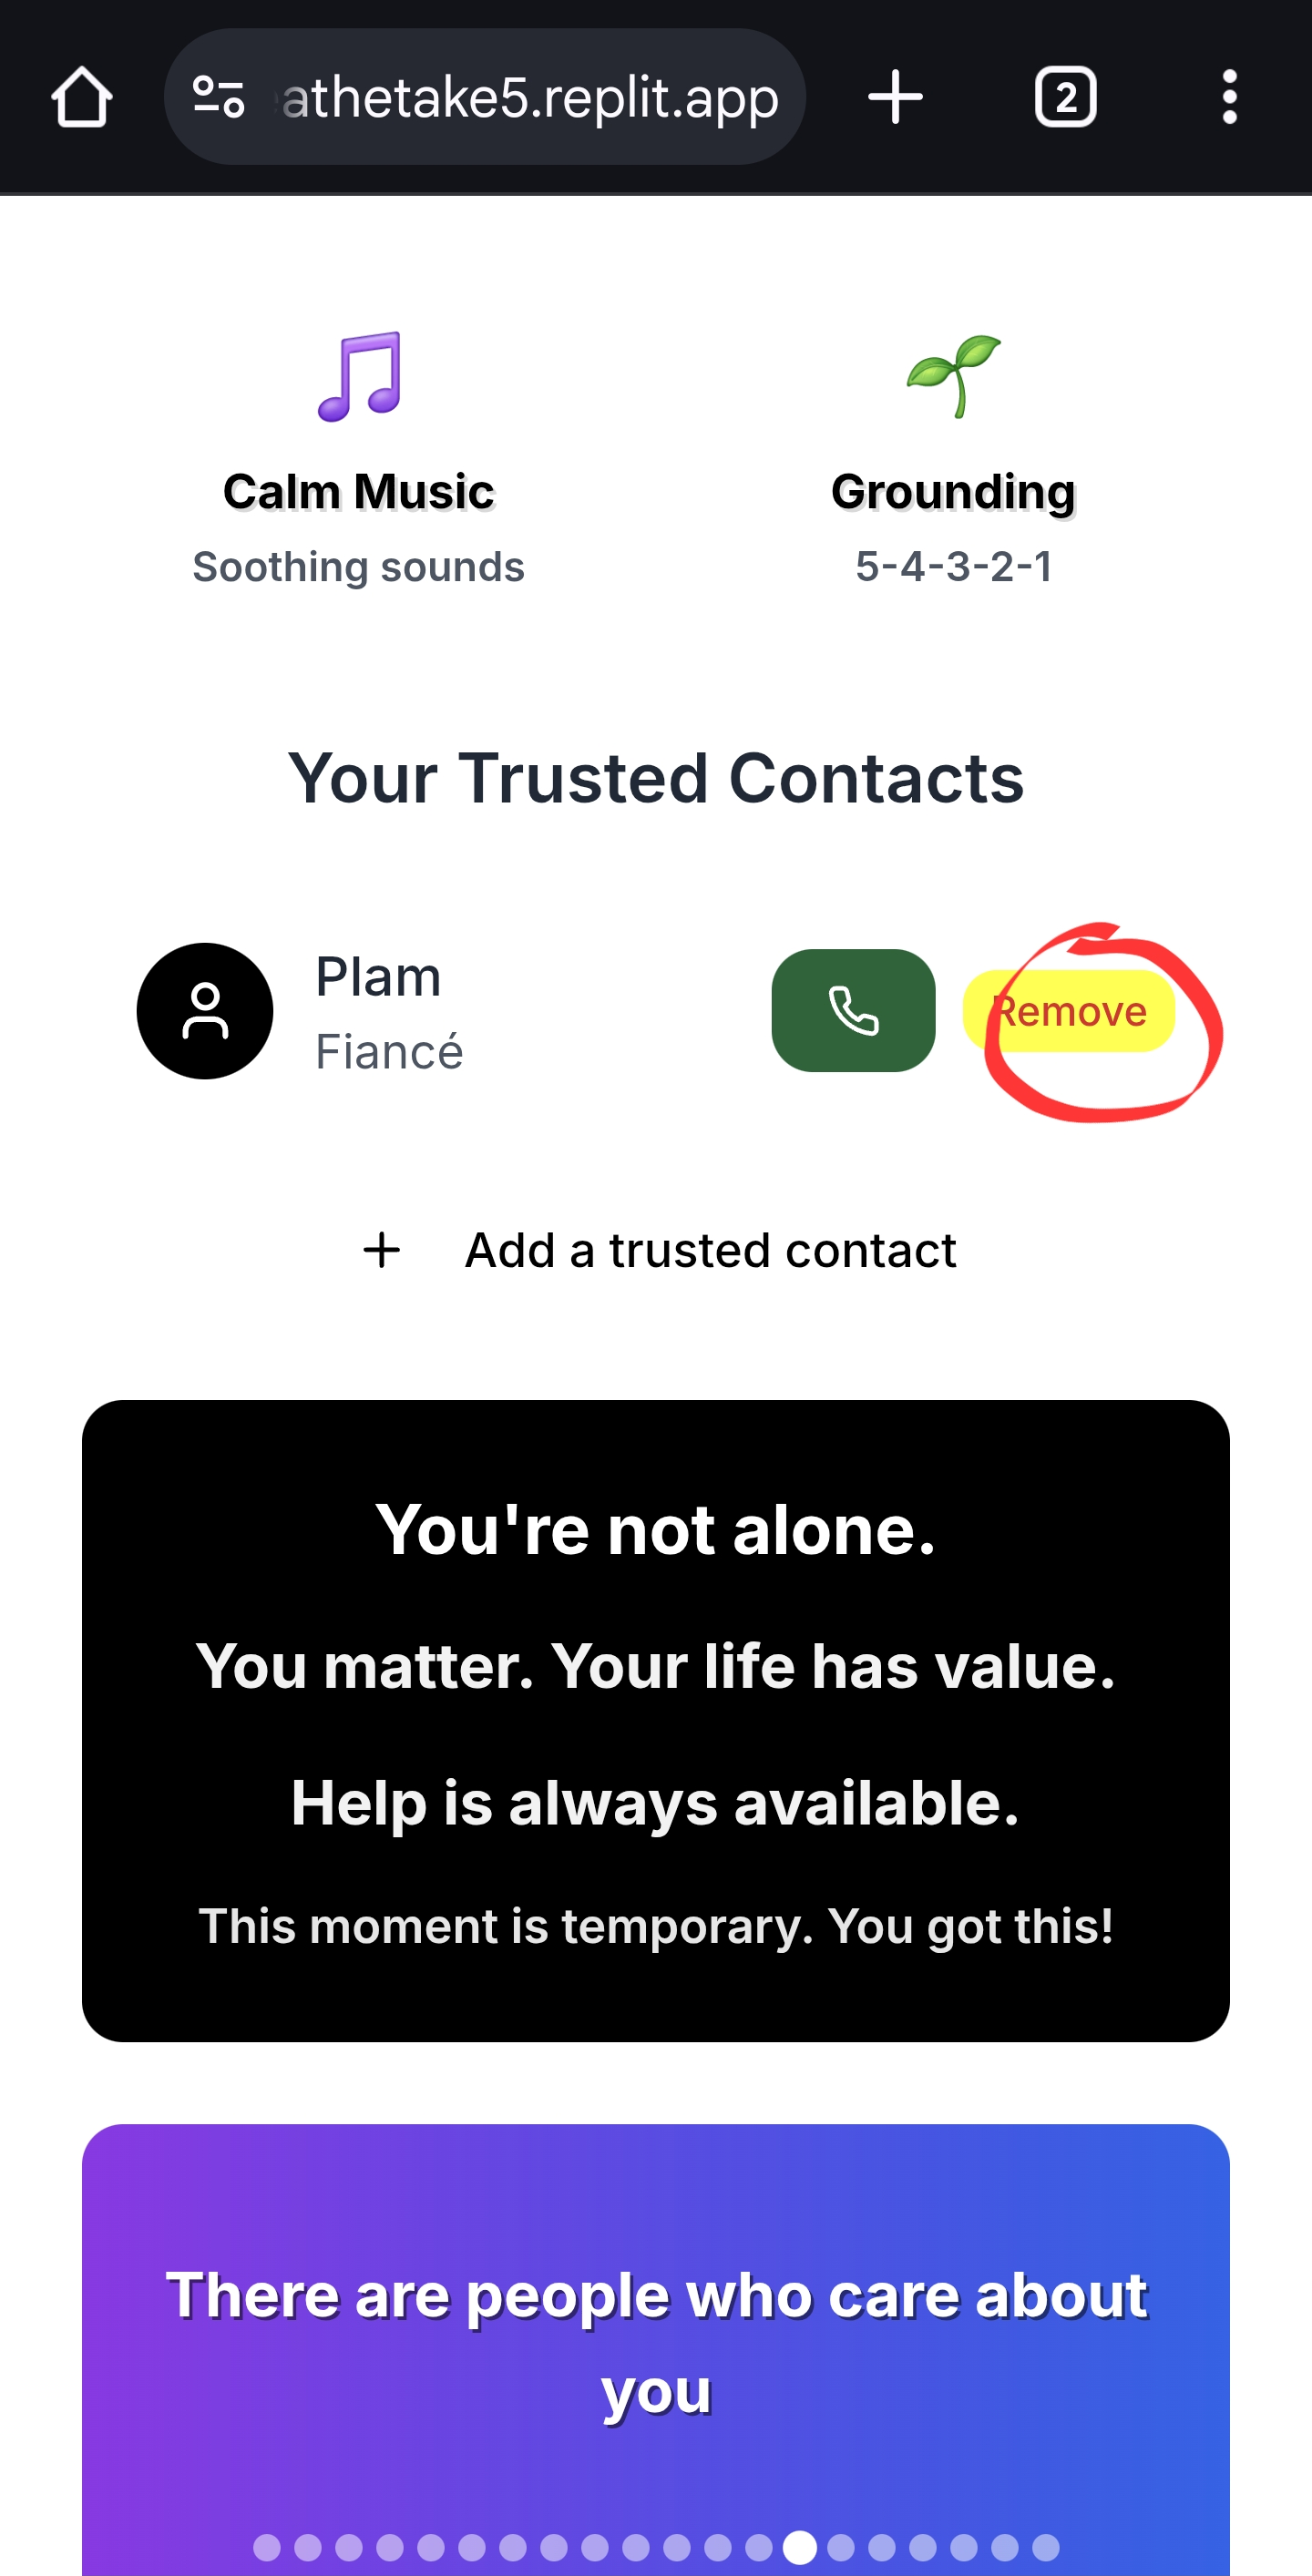 athetake5.replit.app
2
Calm Music
Grounding
Soothing sounds
5-4-3-2-1
Your Trusted Contacts
Plam
Fiancé
Remove
Add a trusted contact
You're not alone.
You matter. Your life has value.
Help is always available.
This moment is temporary. You got this!
There are people who care about
you